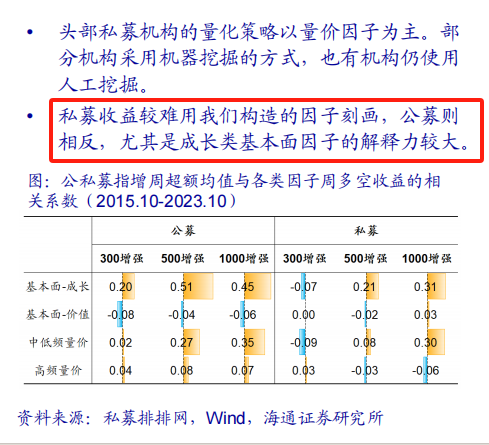 • 头部私募机构的量化策略以量价因子为主。部
分机构采用机器挖掘的方式，也有机构仍使用
人工挖掘。
• 私募收益较难用我们构造的因子刻画，公募则
相反，尤其是成长类基本面因子的解释力较大。
图：公私募指增周超额均值与各类因子周多空收益的相
关系数（2015.10-2023.10）
公募 私募
300增强 500增强 1000增强 300增强 500增强 1000增强
基本面-成长 0.20 0.51 0.45 -0.07 0.21 0.31
基本面-价值 -0.08 -0.04 -0.06 0.00 -0.02 0.03
中低频量价 0.02 0.27 0.35 -0.09 0.08 0.30
高频量价 0.04 0.08 0.07 0.03 -0.03 -0.06
资料来源：私募排排网，Wind，海通证券研究所